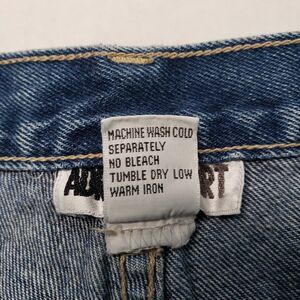 MACHINE WASH COLD
SEPARATELY
NO BLEACH
TUMBLE DRY LOW
WARM IRON